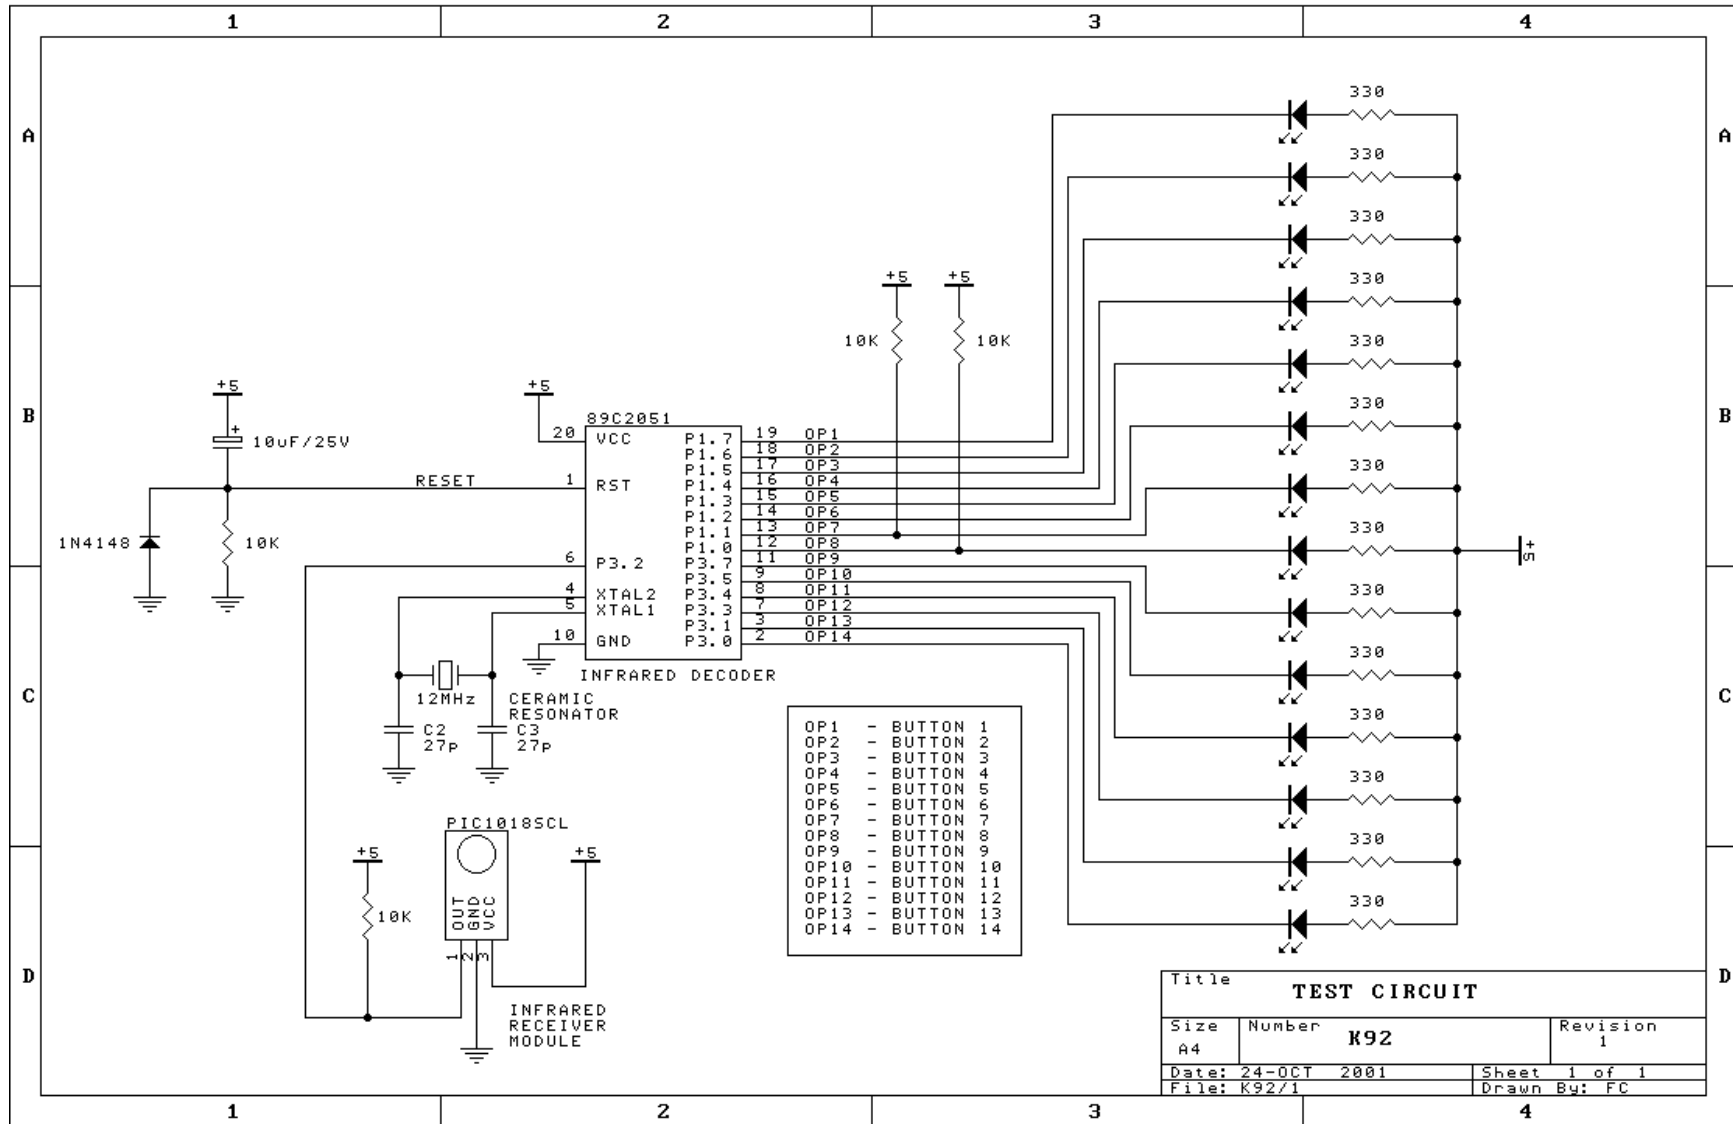 1 2 3 4
A A
B B
C C
D D
330
330
330
330
330
330
330
330
330
330
330
330
330
330
+5 +5
10K 10K
+5
10uF/25V
RESET
1N4148
10K
+5
89C2051
20 VCC
1 RST
6 P3.2
4 XTAL2
5 XTAL1
10 GND
P1.7 19 OP1
P1.6 18 OP2
P1.5 17 OP3
P1.4 16 OP4
P1.3 15 OP5
P1.2 14 OP6
P1.1 13 OP7
P1.0 12 OP8
P3.7 11 OP9
P3.5 9 OP10
P3.4 8 OP11
P3.3 7 OP12
P3.1 3 OP13
P3.0 2 OP14
INFRARED DECODER
+5
12MHz
CERAMIC
RESONATOR
C2
27p
C3
27p
PIC1018SCL
+5 +5
10K
OUT
GND
VCC
1
2
3
INFRARED
RECEIVER
MODULE
OP1 - BUTTON 1
OP2 - BUTTON 2
OP3 - BUTTON 3
OP4 - BUTTON 4
OP5 - BUTTON 5
OP6 - BUTTON 6
OP7 - BUTTON 7
OP8 - BUTTON 8
OP9 - BUTTON 9
OP10 - BUTTON 10
OP11 - BUTTON 11
OP12 - BUTTON 12
OP13 - BUTTON 13
OP14 - BUTTON 14
Title
TEST CIRCUIT
Size
A4
Number
K92
Revision
1
Date: 24-OCT 2001
Sheet 1 of 1
File: K92/1
Drawn By: FC
1 2 3 4